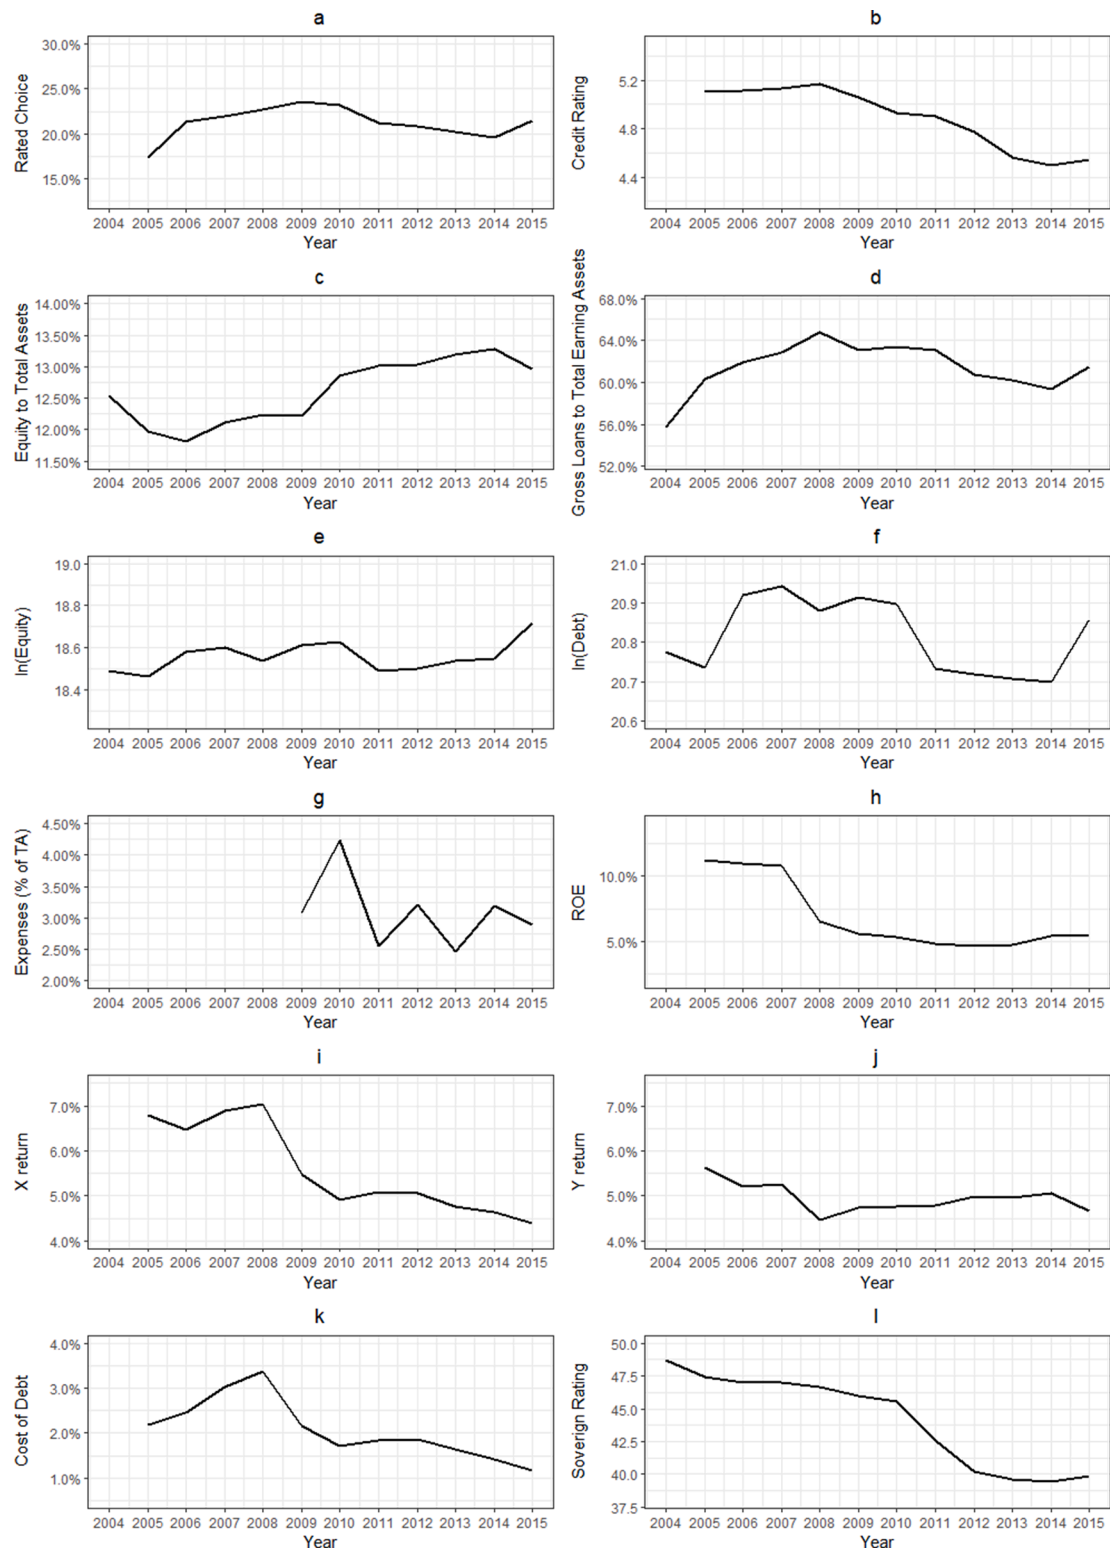 a
Rated Choice
30.0%
25.0%
20.0%
15.0%
2004 2005 2006 2007 2008 2009 2010 2011 2012 2013 2014 2015
Year
b
Credit Rating
5.2
4.8
4.4
2004 2005 2006 2007 2008 2009 2010 2011 2012 2013 2014 2015
Year
c
Equity to Total Assets
14.00%
13.00%
12.50%
12.00%
11.50%
2004 2005 2006 2007 2008 2009 2010 2011 2012 2013 2014 2015
Year
d
Gross Loans to Total Earning Assets
68.0%
64.0%
60.0%
56.0%
52.0%
2004 2005 2006 2007 2008 2009 2010 2011 2012 2013 2014 2015
Year
e
ln(Equity)
19.0
18.8
18.6
18.4
2004 2005 2006 2007 2008 2009 2010 2011 2012 2013 2014 2015
Year
f
ln(Debt)
21.0
20.9
20.8
20.7
20.6
2004 2005 2006 2007 2008 2009 2010 2011 2012 2013 2014 2015
Year
g
Expenses (% of TA)
4.50%
4.00%
3.50%
3.00%
2.50%
2.00%
2004 2005 2006 2007 2008 2009 2010 2011 2012 2013 2014 2015
Year
h
ROE
10.0%
5.0%
2004 2005 2006 2007 2008 2009 2010 2011 2012 2013 2014 2015
Year
i
X return
7.0%
6.0%
5.0%
4.0%
2004 2005 2006 2007 2008 2009 2010 2011 2012 2013 2014 2015
Year
j
Y return
7.0%
6.0%
5.0%
4.0%
2004 2005 2006 2007 2008 2009 2010 2011 2012 2013 2014 2015
Year
k
Cost of Debt
4.0%
3.0%
2.0%
1.0%
2004 2005 2006 2007 2008 2009 2010 2011 2012 2013 2014 2015
Year
l
Soverign Rating
50.0
47.5
45.0
42.5
40.0
37.5
2004 2005 2006 2007 2008 2009 2010 2011 2012 2013 2014 2015
Year